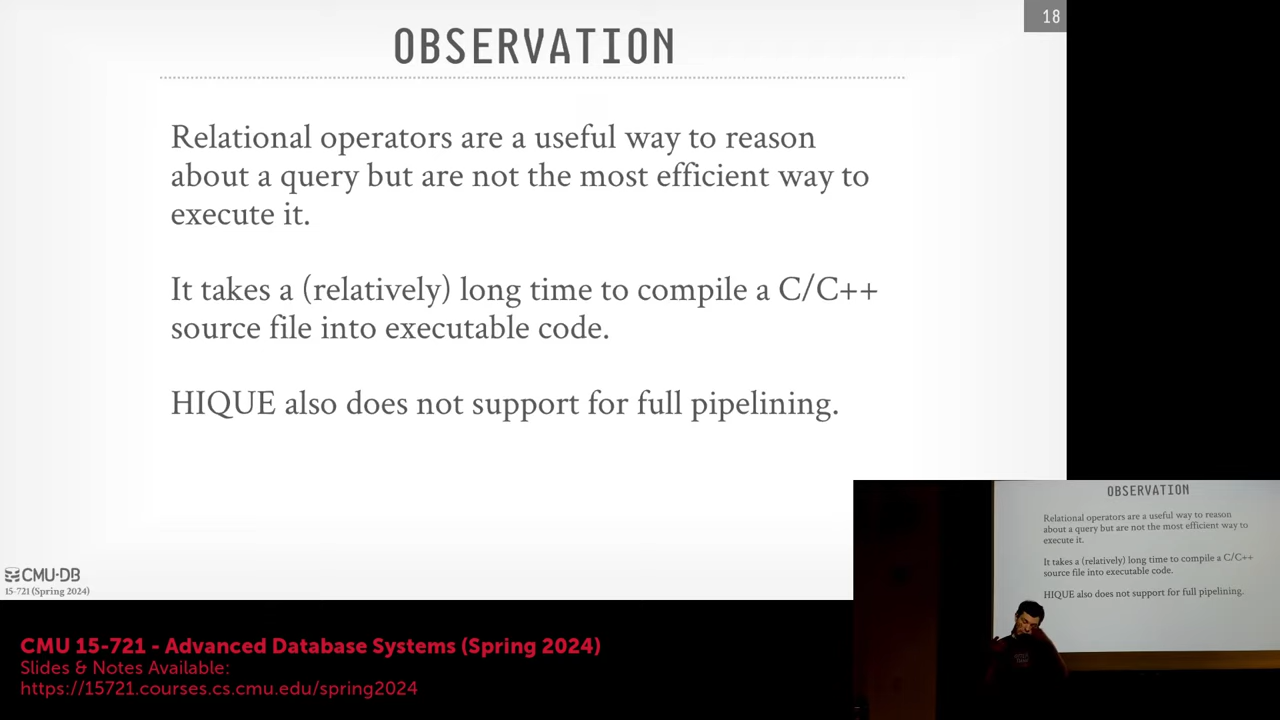 18
OBSERVATION
Relational operators are a useful way to reason
about a query but are not the most efficient way to
execute it.
It takes a (relatively) long time to compile a C/C++
source file into executable code.
HIQUE also does not support for full pipelining.
CMU·DB
15-721 (Spring 2024)
OBSERVATION
Relational operators are a useful way to reason
about a query but are not the most efficient way to
execute it.
It takes a (relatively) long time to compile a C/C++
source file into executable code.
HIQUE also does not support for full pipelining.
CMU 15-721 - Advanced Database Systems (Spring 2024)
Slides & Notes Available:
https://15721.courses.cs.cmu.edu/spring2024